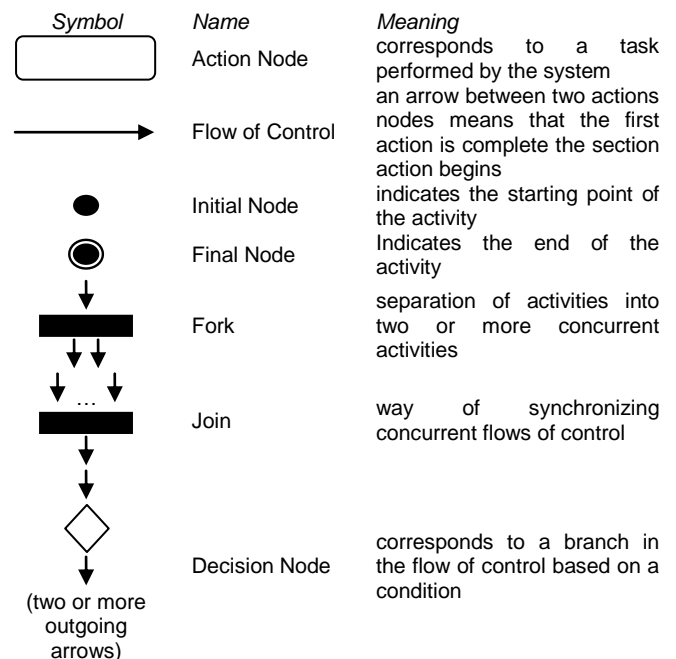 Symbol Name Meaning
Action Node
corresponds to a task
performed by the system
Flow of Control
an arrow between two actions
nodes means that the first
action is complete the section
action begins
Initial Node
indicates the starting point of
the activity
Final Node
Indicates the end of the
activity
Fork
separation of activities into
two or more concurrent
activities
...
Join
way of synchronizing
concurrent flows of control
Decision Node
corresponds to a branch in
the flow of control based on a
condition
(two or more
outgoing
arrows)